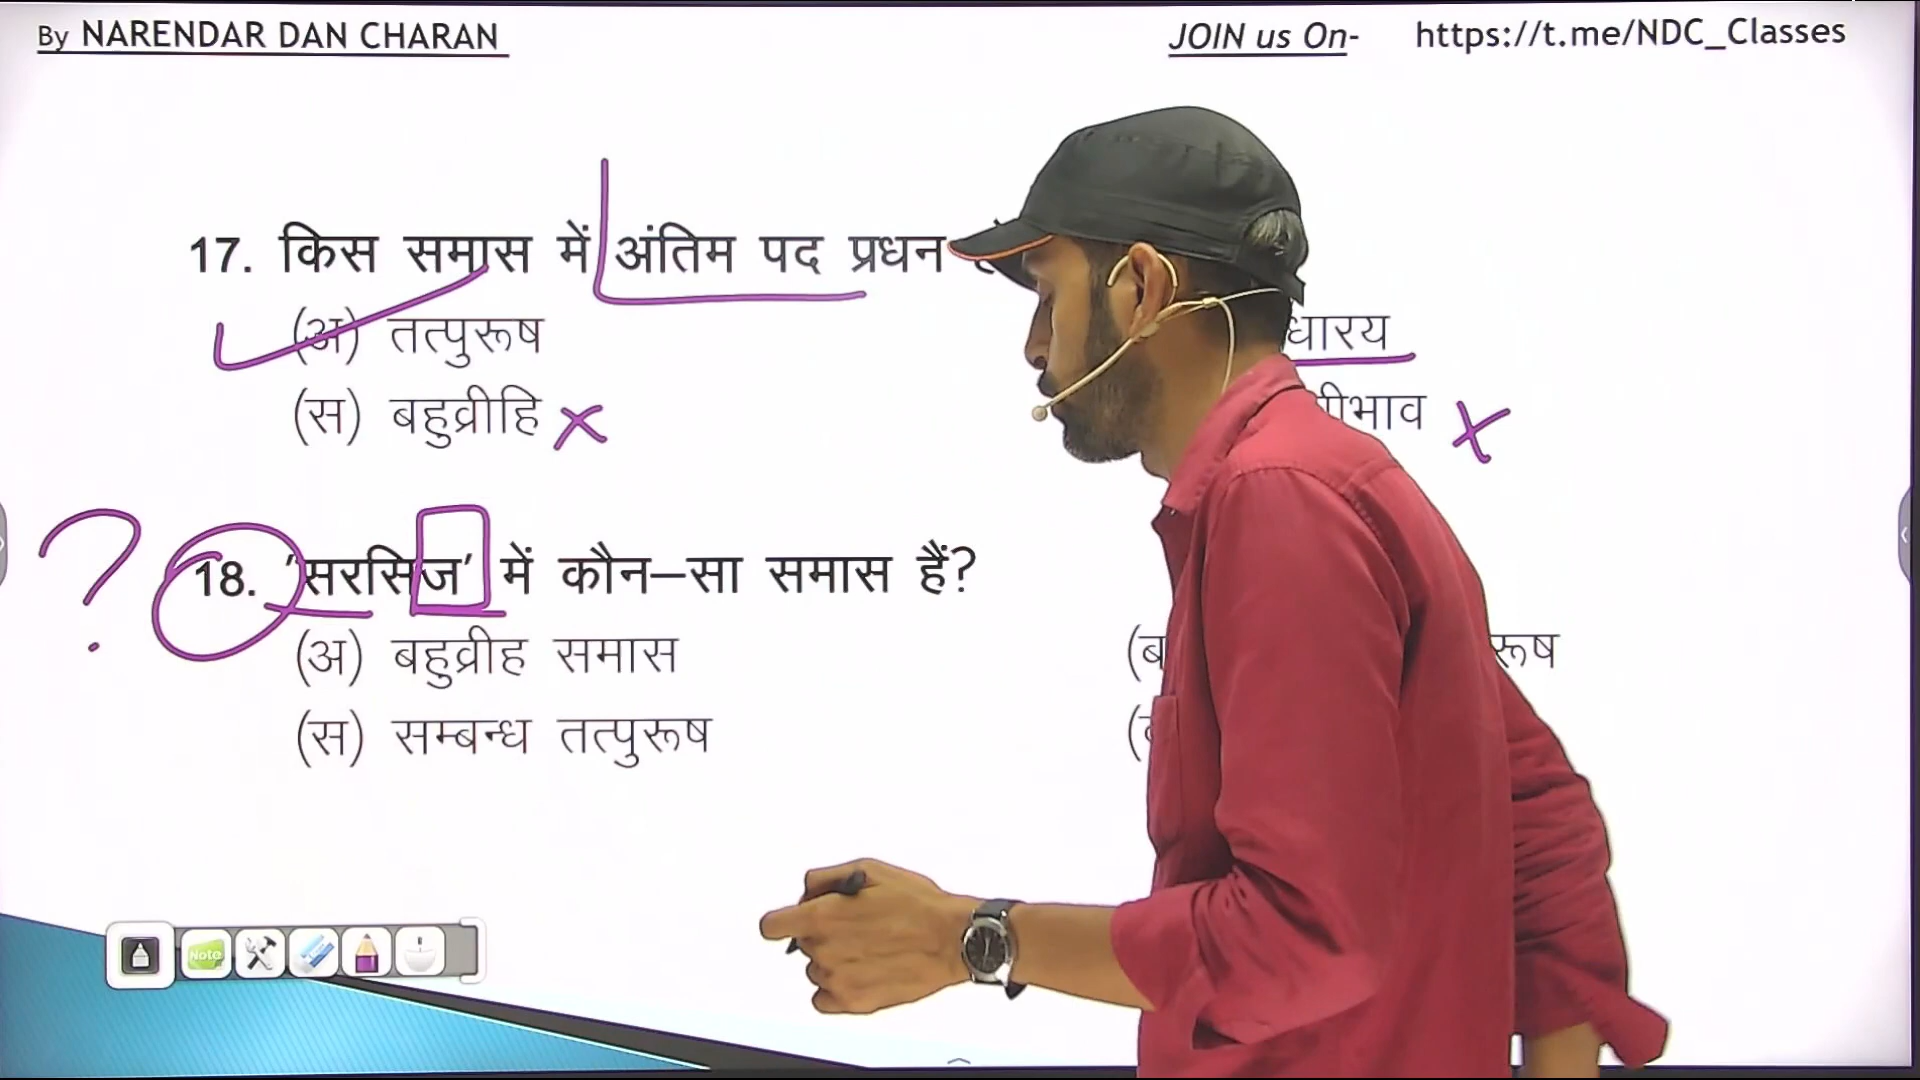 By NARENDAR DAN CHARAN
JOIN us On- https://t.me/NDC_Classes
17. किस समास में अंतिम पद प्रधन
(अ) तत्पुरूष
धारय
(स) बहुव्रीहि
भाव
?
18. 'सरसिज' में कौन–सा समास हैं?
(अ) बहुव्रीह समास
(ब
रूष
(स) सम्बन्ध तत्पुरूष
Note